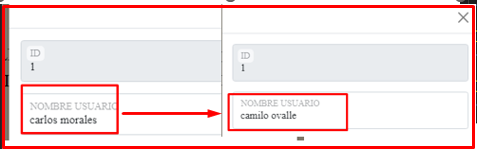 ID
1
NOMBRE USUARIO
carlos morales
ID
1
NOMBRE USUARIO
camilo ovalle